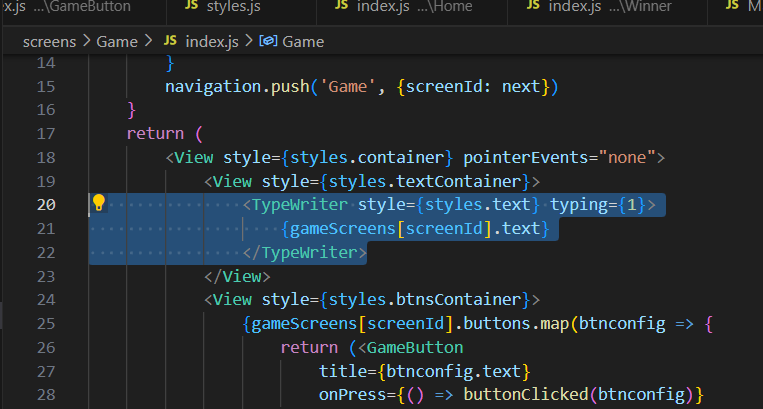 ex.js ...\GameButton JS styles.js JS index.js ...\Home JS index.js ...\Winner JS M
screens > Game > JS index.js > Game
14 }
15 navigation.push('Game', {screenId: next})
16 }
17 return (
18 <View style={styles.container} pointerEvents="none">
19 <View style={styles.textContainer}>
20 <TypeWriter style={styles.text} typing={1}>
21 {gameScreens[screenId].text}
22 </TypeWriter>
23 </View>
24 <View style={styles.btnsContainer}>
25 {gameScreens[screenId].buttons.map(btnconfig => {
26 return (<GameButton
27 title={btnconfig.text}
28 onPress={() => buttonClicked(btnconfig)}